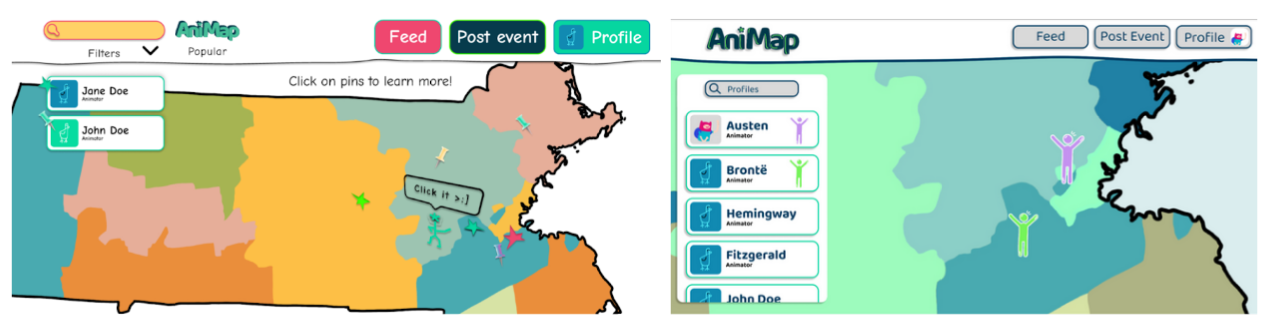 AniMap
Feed
Post event
Profile
Filters
Popular
Click on pins to learn more!
Jane Doe
Animator
John Doe
Animator
Click it >:]
AniMap
Feed
Post Event
Profile
Profiles
Austen
Animator
Brontë
Animator
Hemingway
Animator
Fitzgerald
Animator
John Doe